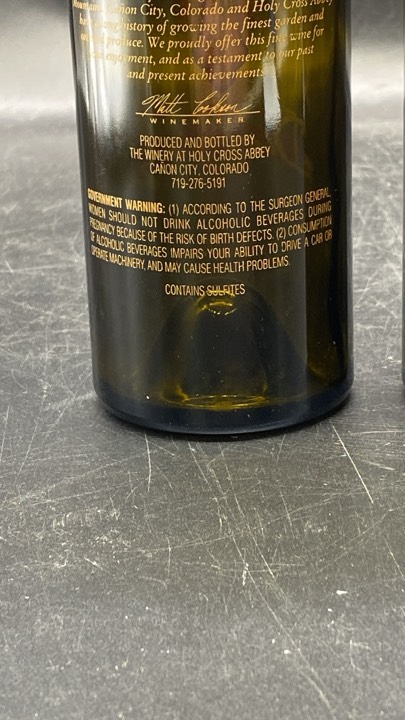 Cañon City, Colorado and Holy Cross Abbey
history of growing the finest garden and
produce. We proudly offer this fine wine for
enjoyment, and as a testament to our past
and present achievements.
Matt Cookson
WINEMAKER
PRODUCED AND BOTTLED BY
THE WINERY AT HOLY CROSS ABBEY
CAÑON CITY, COLORADO
719-276-5191
GOVERNMENT WARNING: (1) ACCORDING TO THE SURGEON GENERAL,
WOMEN SHOULD NOT DRINK ALCOHOLIC BEVERAGES DURING
PREGNANCY BECAUSE OF THE RISK OF BIRTH DEFECTS. (2) CONSUMPTION
OF ALCOHOLIC BEVERAGES IMPAIRS YOUR ABILITY TO DRIVE A CAR OR
OPERATE MACHINERY, AND MAY CAUSE HEALTH PROBLEMS.
CONTAINS SULFITES